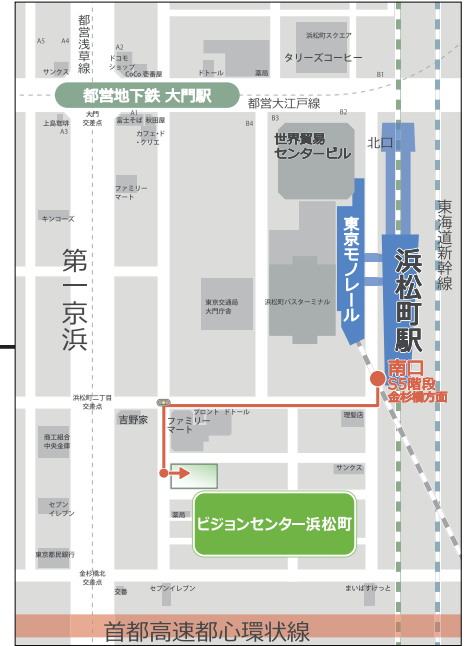 都営浅草線
A5
A4
A2
ドコモ
ショップ
サンクス
CoCo壱番屋
ドトール
薬局
浜松町スクエア
タリーズコーヒー
B1
都営地下鉄 大門駅
都営大江戸線
大門
交差点
上島珈琲
A3
A1
富士そば
秋田屋
カフェ・ド
・クリエ
B4
B3
B2
世界貿易
センタービル
北口
ファミリー
マート
キンコーズ
第一京浜
東京モノレール
浜松町駅
東海道新幹線
東京交通局
大門庁舎
浜松町バスターミナル
南口
S5階段
金杉橋方面
浜松町二丁目
交差点
吉野家
ファミリー
マート
プロント
ドトール
理髪店
商工組合
中央金庫
サンクス
セブン
イレブン
薬局
ビジョンセンター浜松町
東京都民銀行
金杉橋北
交差点
交番
セブンイレブン
まいばすけっと
首都高速都心環状線